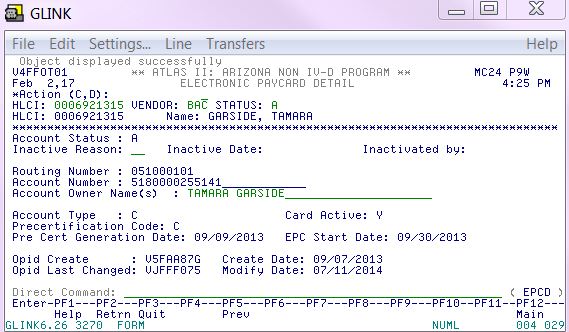 GLINK
File Edit Settings... Line Transfers Help
Object displayed successfully
V4FFOT01 ** ATLAS II: ARIZONA NON IV-D PROGRAM ** MC24 P9W
Feb 2,17 ELECTRONIC PAYCARD DETAIL 4:25 PM
*Action (C,D): _
HLCI: 0006921315 VENDOR: BAC STATUS: A
HLCI: 0006921315 Name: GARSIDE, TAMARA
*******************************************************************************
Account Status : A
Inactive Reason: __ Inactive Date: Inactivated by:
Routing Number : 051000101
Account Number : 5180000255141____________
Account Owner Name(s) : TAMARA GARSIDE_____________________
Account Type : C Card Active: Y
Precertification Code: C
Pre Cert Generation Date: 09/09/2013 EPC Start Date: 09/30/2013
Opid Create : V5FAA87G Create Date: 09/07/2013
Opid Last Changed: VJFFF075 Modify Date: 07/11/2014
Direct Command: ________________________________________________________ ( EPCD )
Enter-PF1---PF2---PF3---PF4---PF5---PF6---PF7---PF8---PF9---PF10--PF11--PF12---
Help Retrn Quit Prev Main
GLINK6.26 3270 FORM NUML 004 029